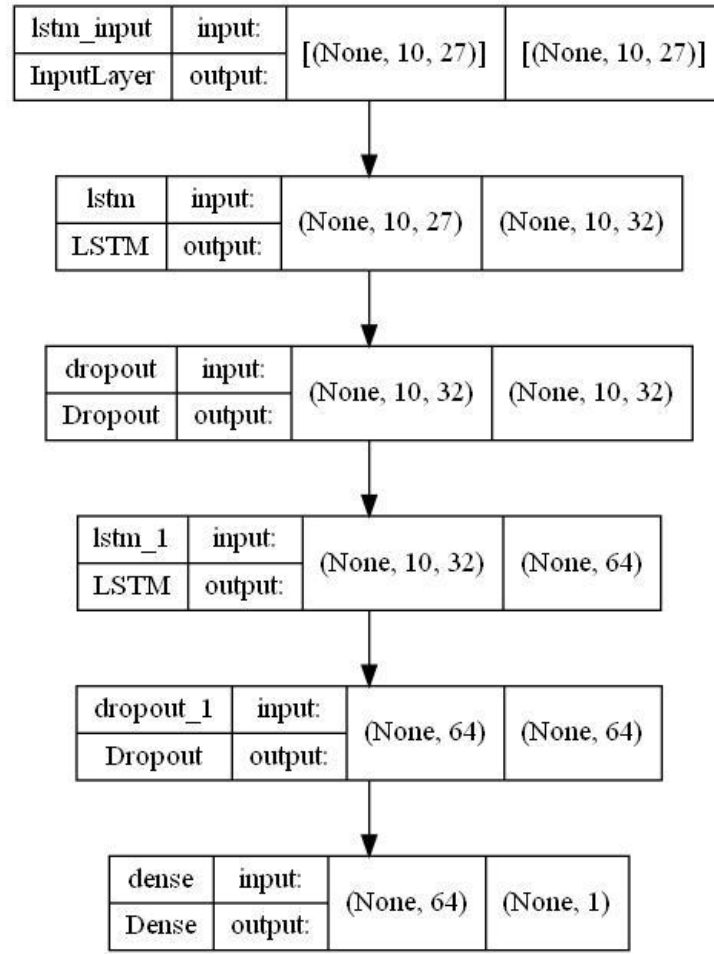 lstm_input input: [(None, 10, 27)] [(None, 10, 27)]
InputLayer output:
lstm input: (None, 10, 27) (None, 10, 32)
LSTM output:
dropout input: (None, 10, 32) (None, 10, 32)
Dropout output:
lstm_1 input: (None, 10, 32) (None, 64)
LSTM output:
dropout_1 input: (None, 64) (None, 64)
Dropout output:
dense input: (None, 64) (None, 1)
Dense output: